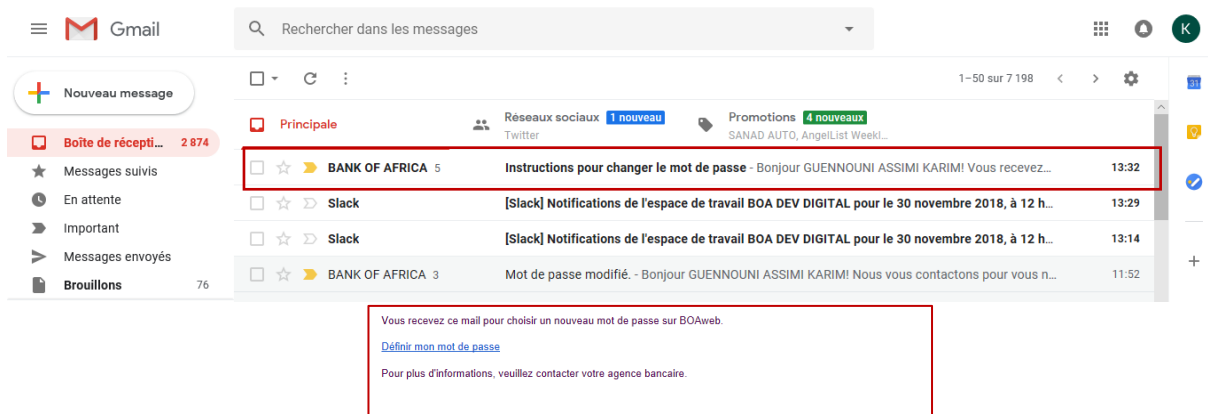 Gmail
Rechercher dans les messages
K
Nouveau message
1–50 sur 7 198
31
Principale
Réseaux sociaux 1 nouveau
Twitter
Promotions 4 nouveaux
SANAD AUTO, AngelList Weekl...
Boîte de récepti... 2 874
BANK OF AFRICA 5 Instructions pour changer le mot de passe - Bonjour GUENNOUNI ASSIMI KARIM! Vous recevez... 13:32
Messages suivis
En attente
Slack [Slack] Notifications de l'espace de travail BOA DEV DIGITAL pour le 30 novembre 2018, à 12 h... 13:29
Important
Slack [Slack] Notifications de l'espace de travail BOA DEV DIGITAL pour le 30 novembre 2018, à 12 h... 13:14
Messages envoyés
BANK OF AFRICA 3 Mot de passe modifié. - Bonjour GUENNOUNI ASSIMI KARIM! Nous vous contactons pour vous n... 11:52
Brouillons 76
Vous recevez ce mail pour choisir un nouveau mot de passe sur BOAweb.
Définir mon mot de passe
Pour plus d'informations, veuillez contacter votre agence bancaire.